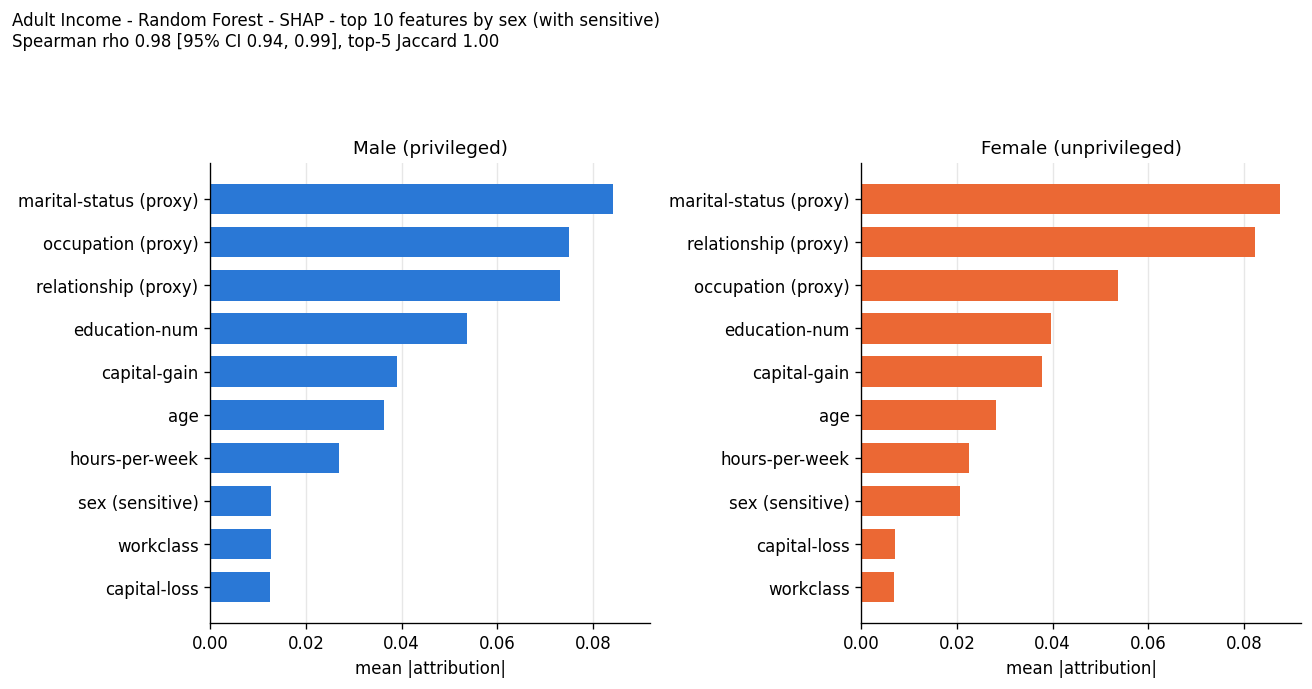 Adult Income - Random Forest - SHAP - top 10 features by sex (with sensitive)
Spearman rho 0.98 [95% CI 0.94, 0.99], top-5 Jaccard 1.00
Male (privileged)
marital-status (proxy)
occupation (proxy)
relationship (proxy)
education-num
capital-gain
age
hours-per-week
sex (sensitive)
workclass
capital-loss
0.00 0.02 0.04 0.06 0.08
mean |attribution|
Female (unprivileged)
marital-status (proxy)
relationship (proxy)
occupation (proxy)
education-num
capital-gain
age
hours-per-week
sex (sensitive)
capital-loss
workclass
0.00 0.02 0.04 0.06 0.08
mean |attribution|